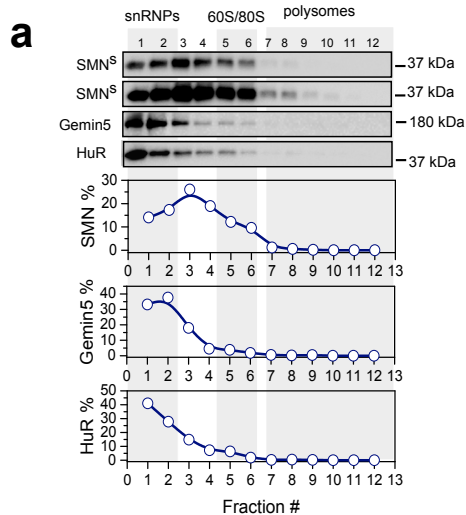 a
snRNPs 60S/80S polysomes
1 2 3 4 5 6 7 8 9 10 11 12
SMNS 37 kDa
SMNS 37 kDa
Gemin5 180 kDa
HuR 37 kDa
SMN %
30
20
10
0
0 1 2 3 4 5 6 7 8 9 10 11 12 13
Gemin5 %
40
30
20
10
0
0 1 2 3 4 5 6 7 8 9 10 11 12 13
HuR %
50
40
30
20
10
0
0 1 2 3 4 5 6 7 8 9 10 11 12 13
Fraction #